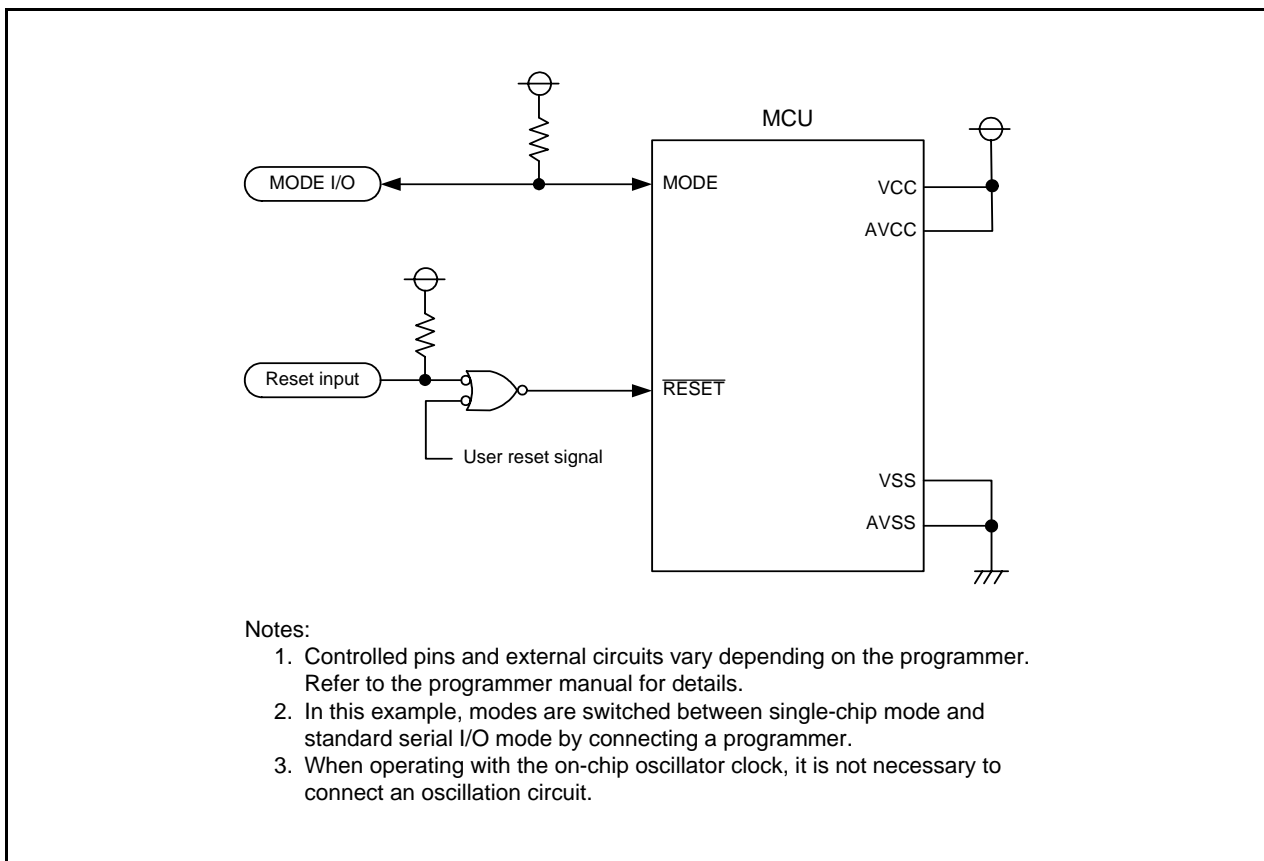 MCU
MODE I/O
MODE
VCC
AVCC
Reset input
RESET
User reset signal
VSS
AVSS
Notes:
1. Controlled pins and external circuits vary depending on the programmer.
Refer to the programmer manual for details.
2. In this example, modes are switched between single-chip mode and
standard serial I/O mode by connecting a programmer.
3. When operating with the on-chip oscillator clock, it is not necessary to
connect an oscillation circuit.